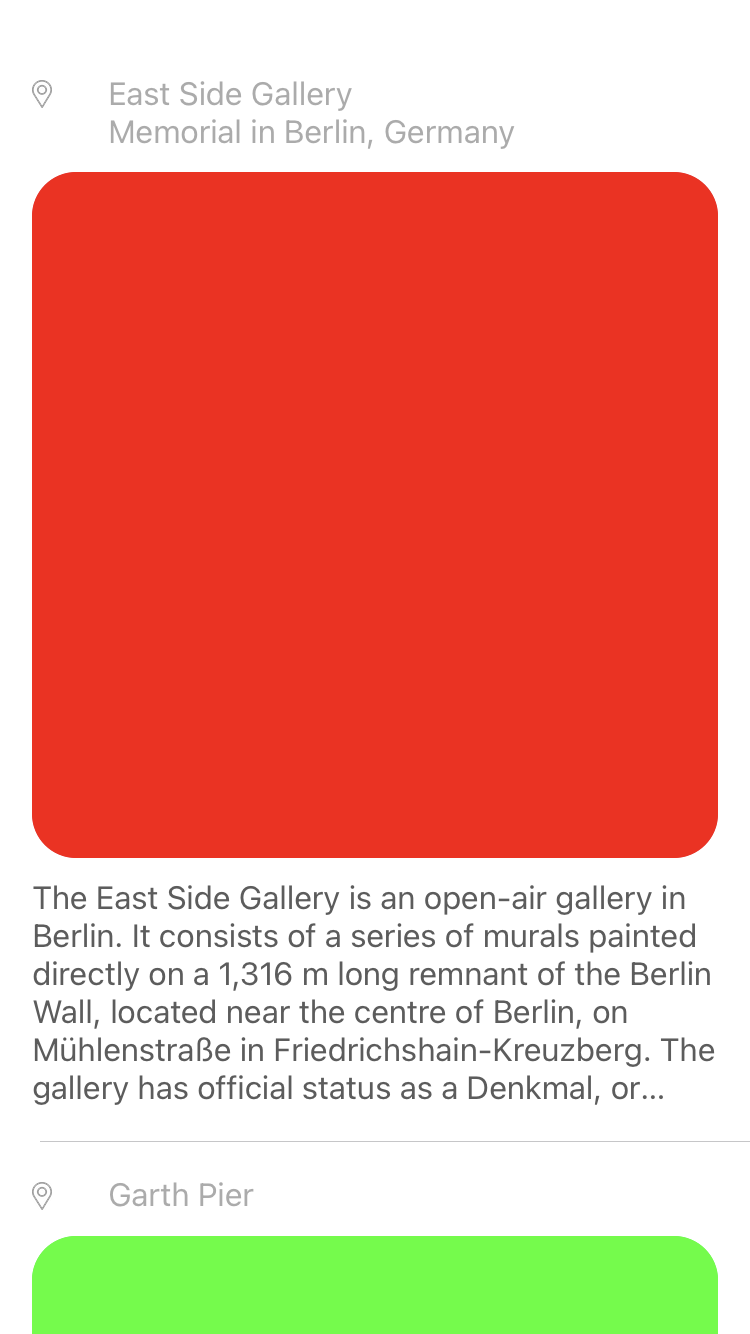 East Side Gallery
Memorial in Berlin, Germany
The East Side Gallery is an open-air gallery in
Berlin. It consists of a series of murals painted
directly on a 1,316 m long remnant of the Berlin
Wall, located near the centre of Berlin, on
Mühlenstraße in Friedrichshain-Kreuzberg. The
gallery has official status as a Denkmal, or...
Garth Pier